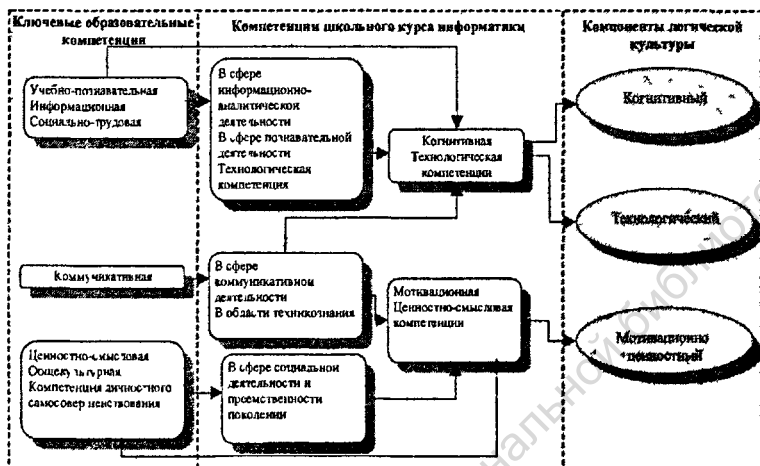 Ключевые образовательные
компетенции
Компетенции школьного курса информатики
Компоненты логической
культуры
Учебно-познавательная
Информационная
Социально-трудовая
В сфере
информационно-
аналитической
деятельности
В сфере познавательной
деятельности
Технологическая
компетенция
Когнитивная
Технологическая
компетенции
Когнитивный
Технологический
Коммуникативная
В сфере
коммуникативной
деятельности
В области техникознания
Мотивационная
Ценностно-смысловая
компетенции
Мотивационно
ценностный
Ценностно-смысловая
Общекультурная
Компетенция личностного
самосовершенствования
В сфере социальной
деятельности и
преемственности
поколений